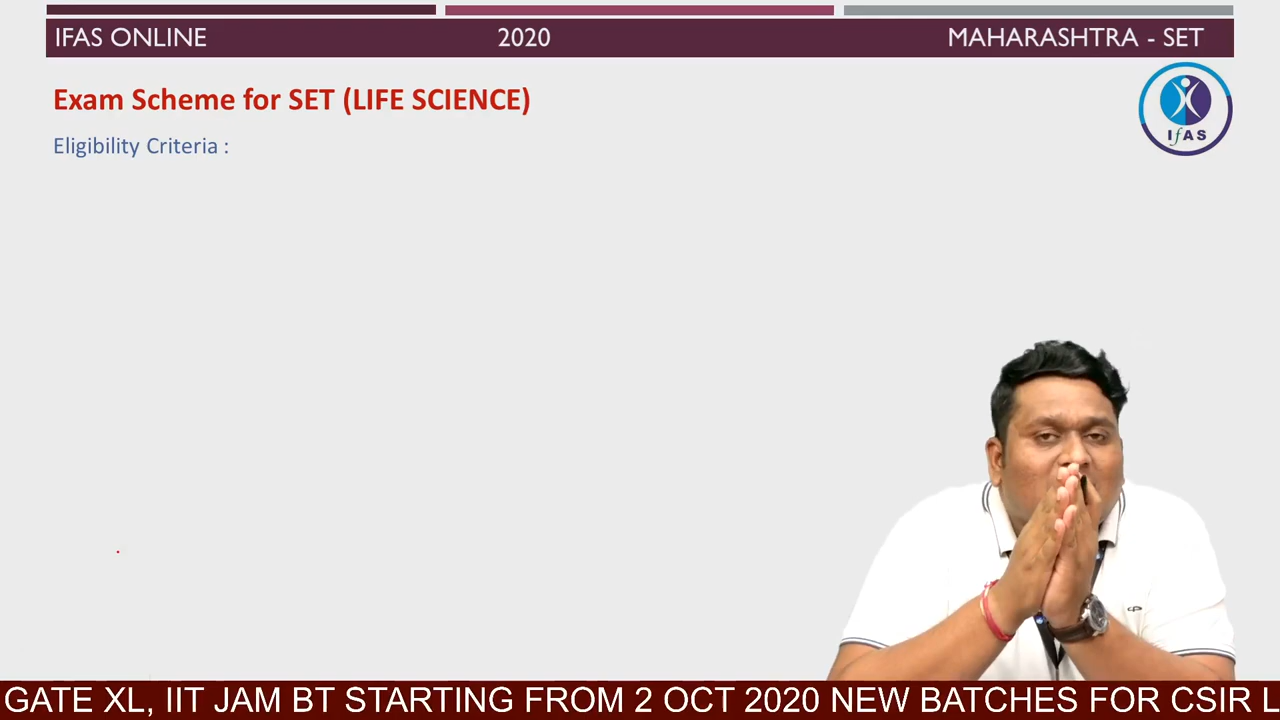 IFAS ONLINE 2020 MAHARASHTRA - SET
Exam Scheme for SET (LIFE SCIENCE)
IfAS
Eligibility Criteria :
GATE XL, IIT JAM BT STARTING FROM 2 OCT 2020 NEW BATCHES FOR CSIR L